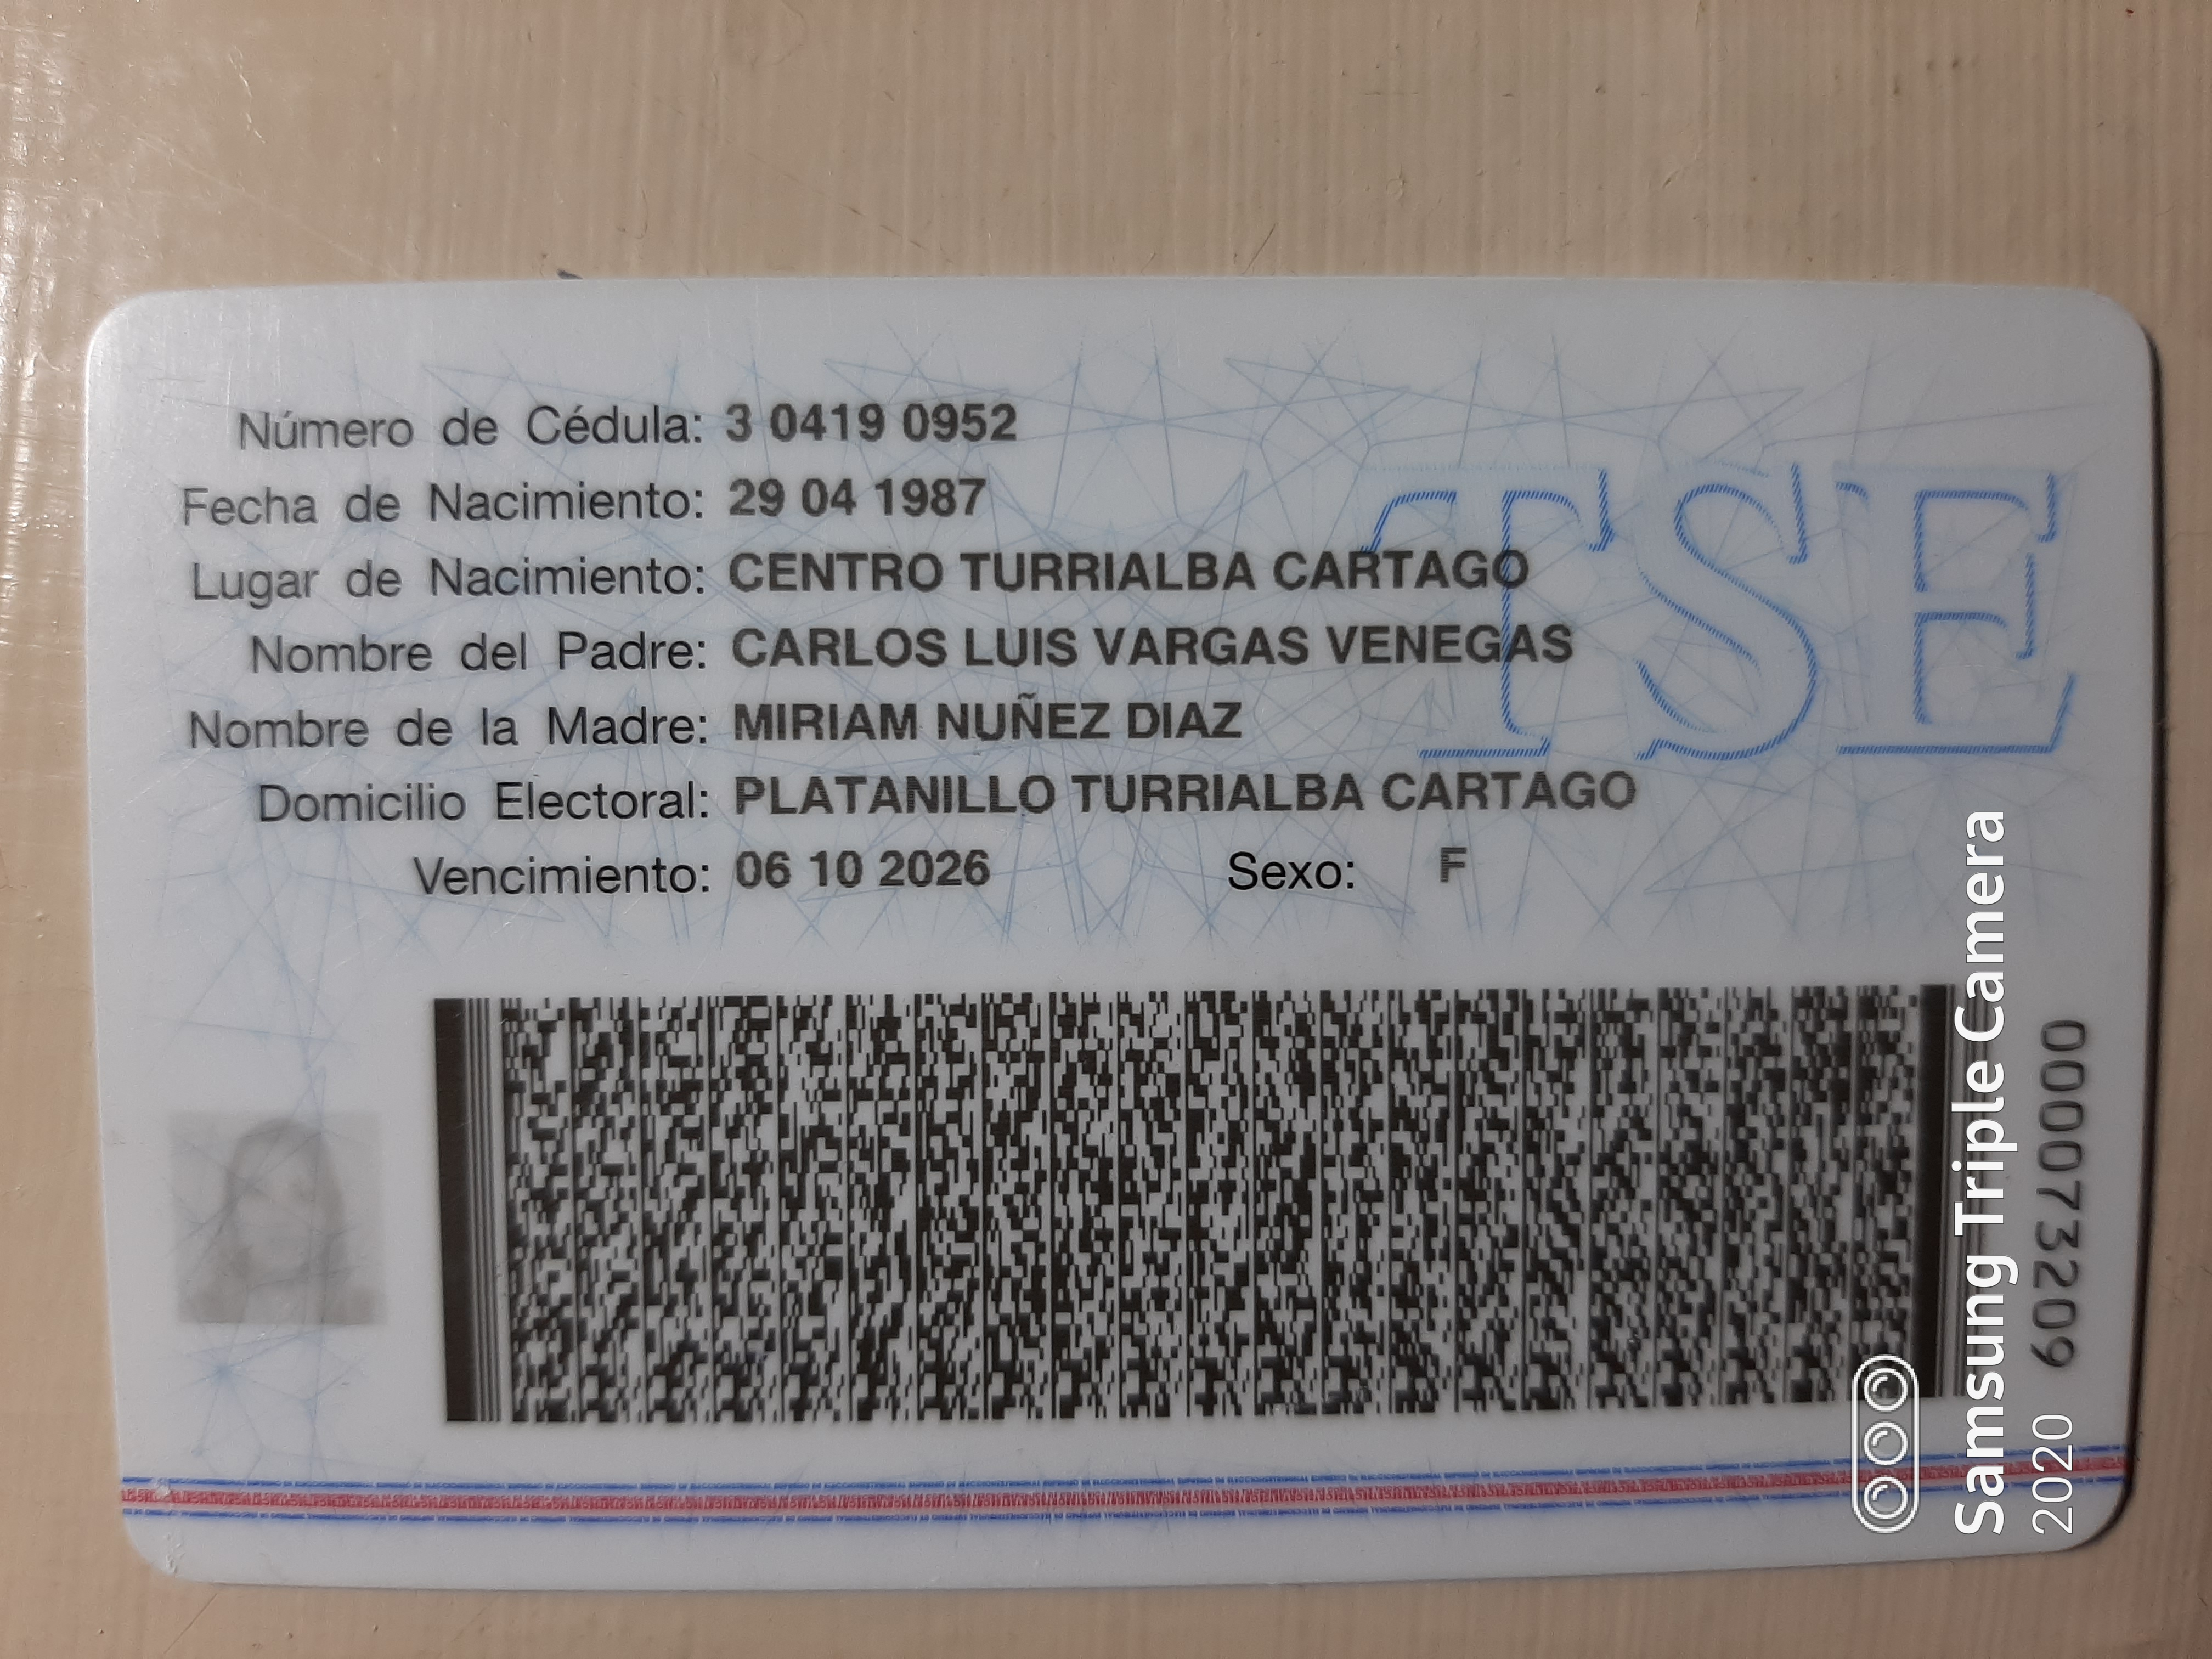 Número de Cédula: 3 0419 0952
Fecha de Nacimiento: 29 04 1987
Lugar de Nacimiento: CENTRO TURRIALBA CARTAGO
Nombre del Padre: CARLOS LUIS VARGAS VENEGAS
Nombre de la Madre: MIRIAM NUÑEZ DIAZ
Domicilio Electoral: PLATANILLO TURRIALBA CARTAGO
Vencimiento: 06 10 2026 Sexo: F
TSE
000073209
Samsung Triple Camera
2020